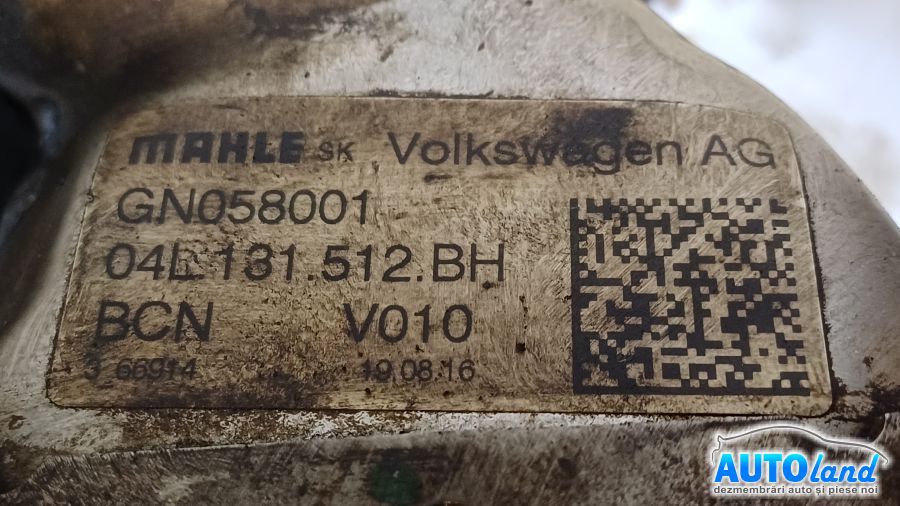 MAHLE SK Volkswagen AG
GN058001
04L.131.512.BH
BCN V010
3 66914 19.08.16
AUTOland
dezmembrări auto și piese noi